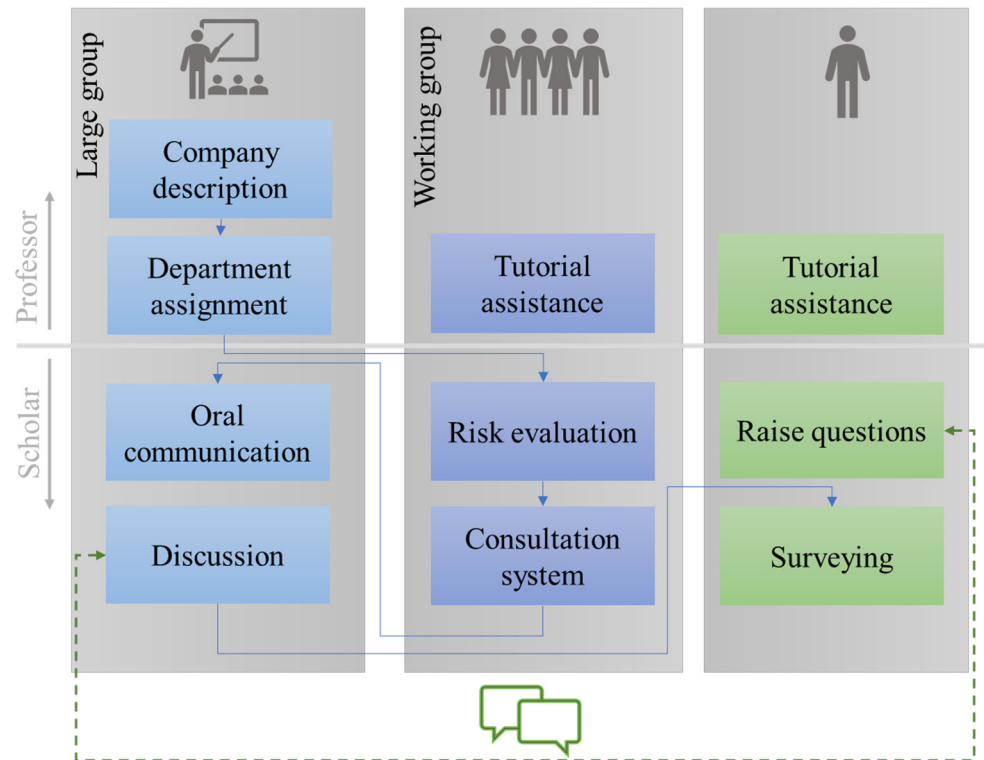 Large group
Working group
Company
description
Professor
Department
assignment
Tutorial
assistance
Tutorial
assistance
Scholar
Oral
communication
Risk evaluation
Raise questions
Discussion
Consultation
system
Surveying